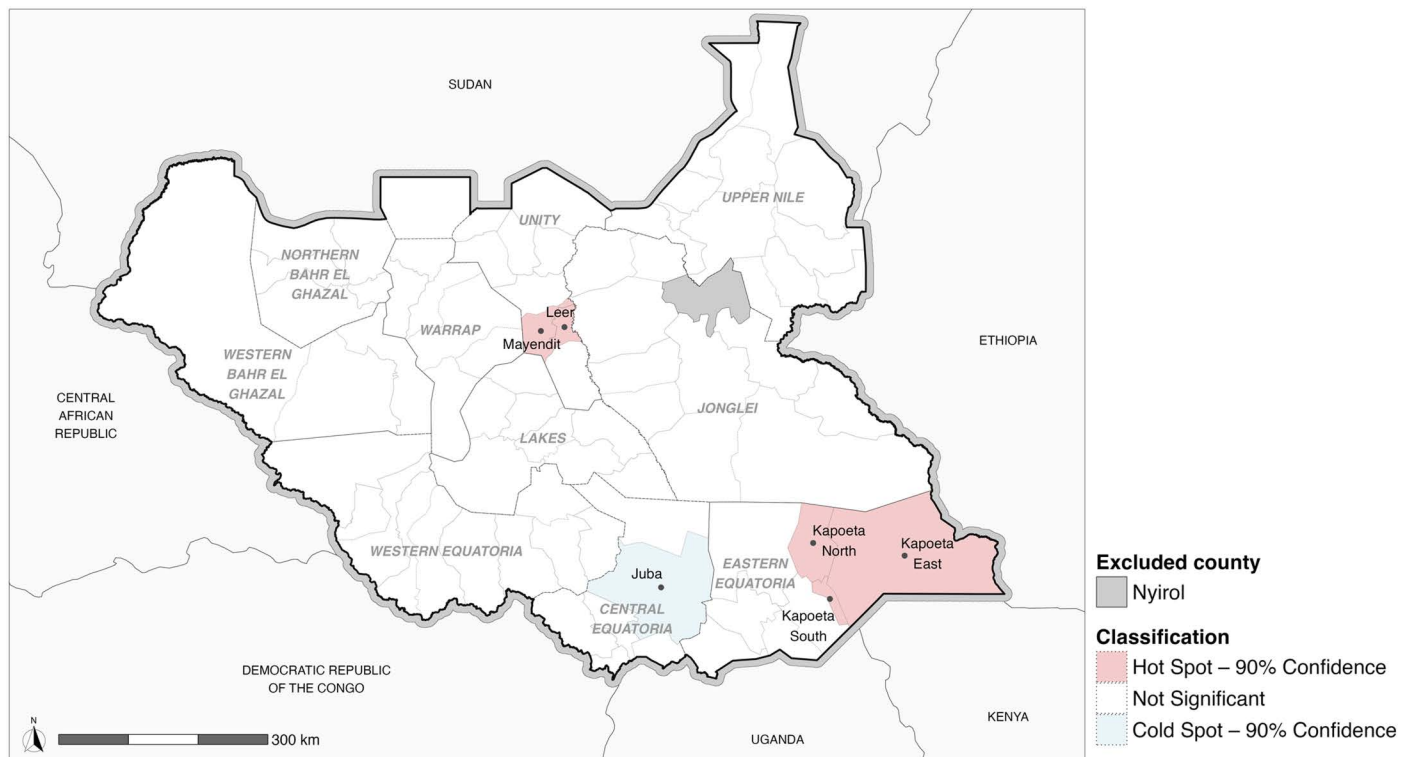 SUDAN
UPPER NILE
UNITY
NORTHERN
BAHR EL
GHAZAL
Leer
WARRAP
Mayendit
ETHIOPIA
WESTERN
BAHR EL
GHAZAL
CENTRAL
AFRICAN
REPUBLIC
JONGLEI
LAKES
Kapoeta
North
Kapoeta
East
WESTERN EQUATORIA
EASTERN
EQUATORIA
Juba
CENTRAL
EQUATORIA
Kapoeta
South
DEMOCRATIC REPUBLIC
OF THE CONGO
KENYA
UGANDA
N
300 km
Excluded county
Nyirol
Classification
Hot Spot – 90% Confidence
Not Significant
Cold Spot – 90% Confidence